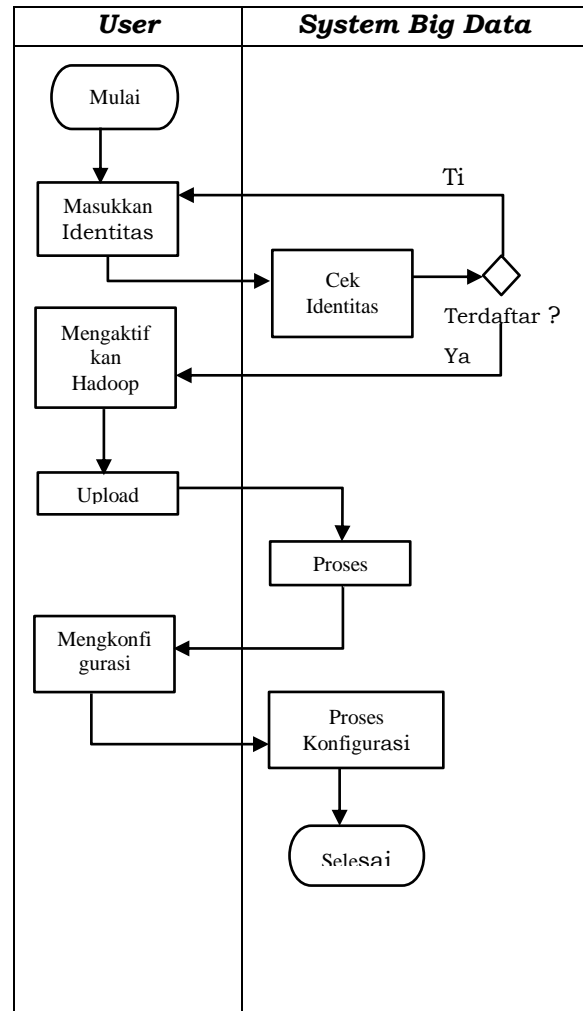 User
System Big Data
Mulai
Ti
Masukkan
Identitas
Cek
Identitas
Terdaftar ?
Ya
Mengaktif
kan
Hadoop
Upload
Proses
Mengkonfi
gurasi
Proses
Konfigurasi
Selesai